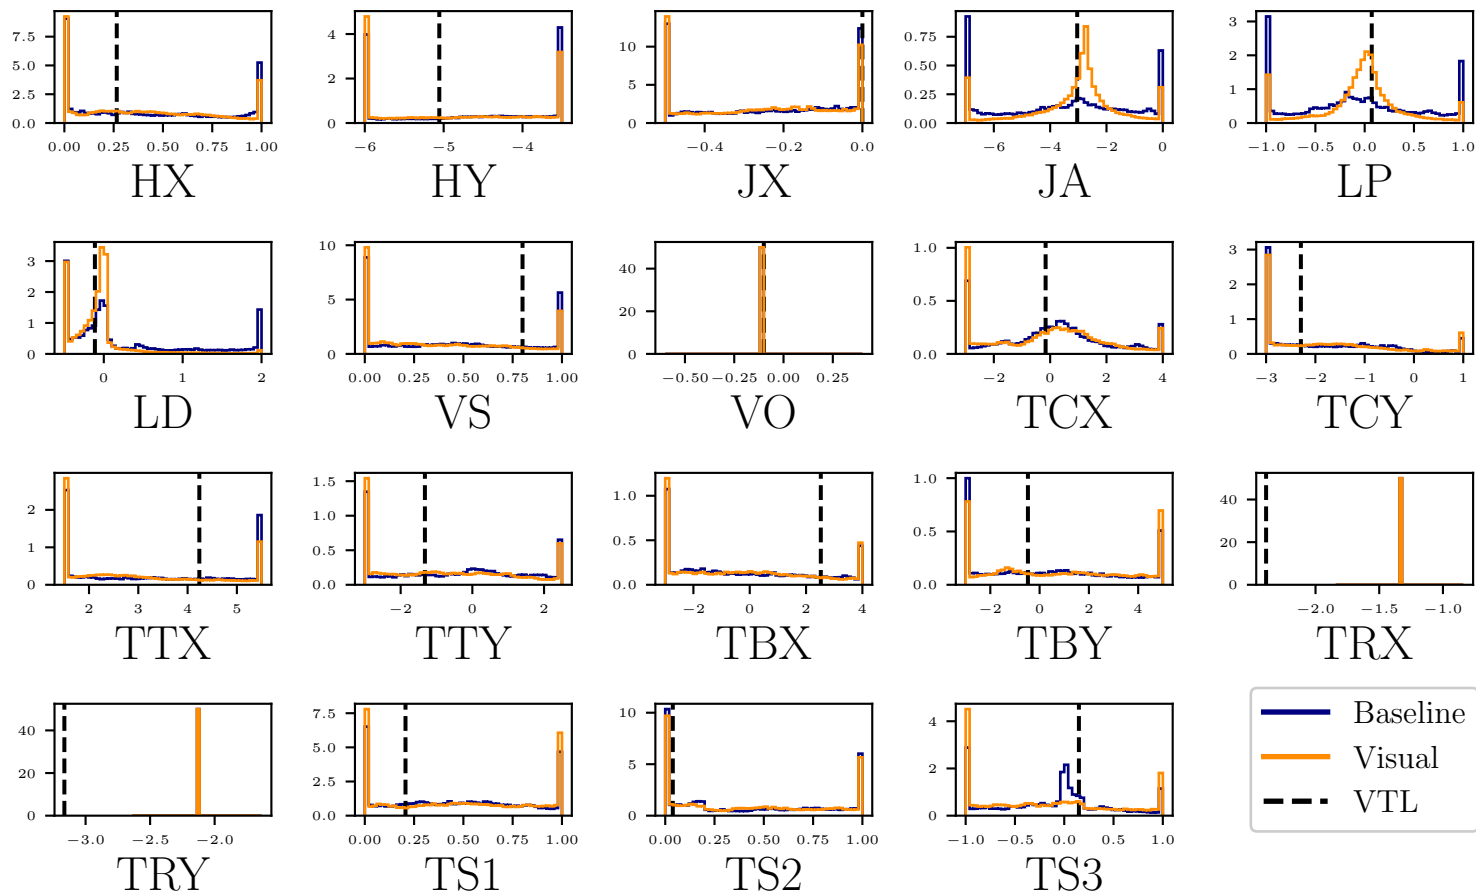 7.5
5.0
2.5
0.0
0.00 0.25 0.50 0.75 1.00
HX
4
2
0
−6 −5 −4
HY
10
5
0
−0.4 −0.2 0.0
JX
0.75
0.50
0.25
0.00
−6 −4 −2 0
JA
3
2
1
0
−1.0 −0.5 0.0 0.5 1.0
LP
3
2
1
0
0 1 2
LD
10
5
0
0.00 0.25 0.50 0.75 1.00
VS
40
20
0
−0.50 −0.25 0.00 0.25
VO
1.0
0.5
0.0
−2 0 2 4
TCX
3
2
1
0
−3 −2 −1 0 1
TCY
2
1
0
2 3 4 5
TTX
1.5
1.0
0.5
0.0
−2 0 2
TTY
1.0
0.5
0.0
−2 0 2 4
TBX
1.0
0.5
0.0
−2 0 2 4
TBY
40
20
0
−2.0 −1.5 −1.0
TRX
40
20
0
−3.0 −2.5 −2.0
TRY
7.5
5.0
2.5
0.0
0.00 0.25 0.50 0.75 1.00
TS1
10
5
0
0.00 0.25 0.50 0.75 1.00
TS2
4
2
0
−1.0 −0.5 0.0 0.5 1.0
TS3
Baseline
Visual
VTL